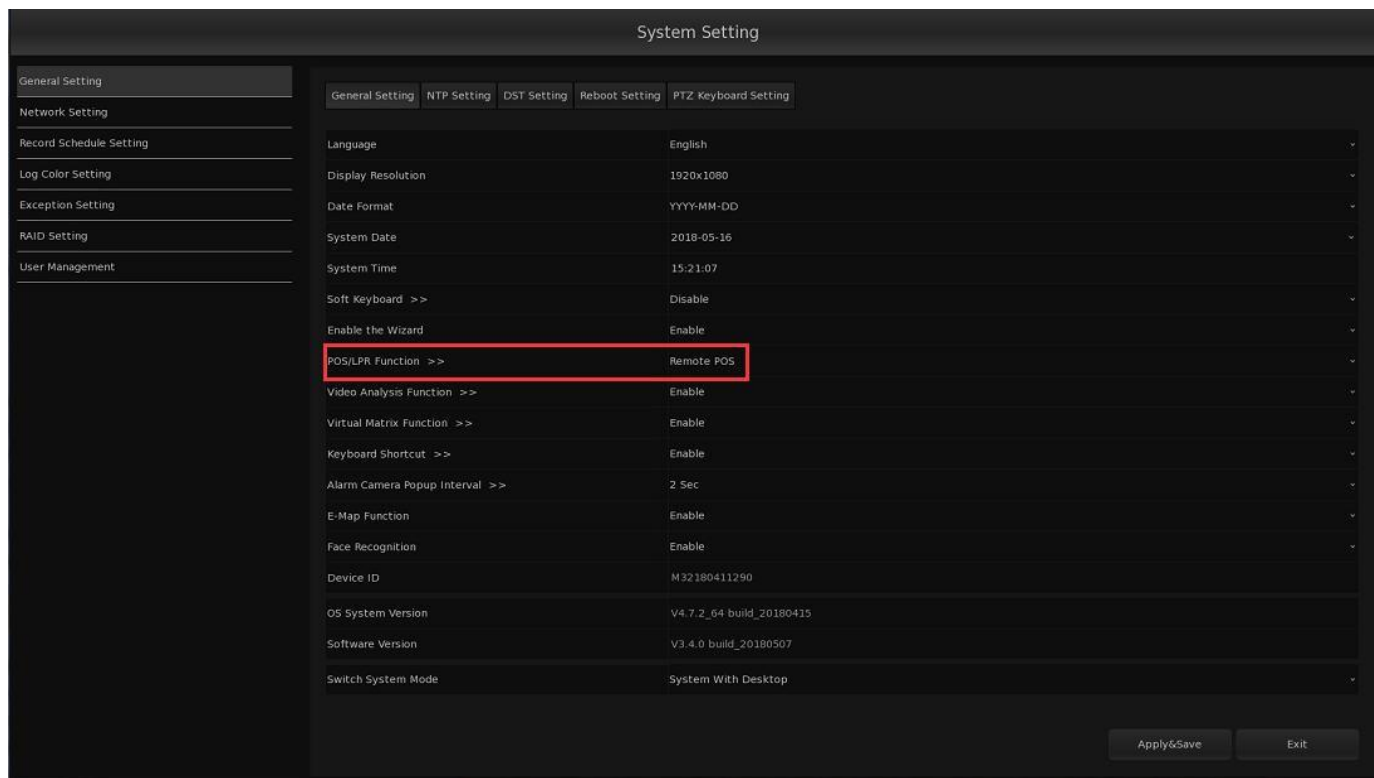 System Setting
General Setting
Network Setting
Record Schedule Setting
Log Color Setting
Exception Setting
RAID Setting
User Management
General Setting NTP Setting DST Setting Reboot Setting PTZ Keyboard Setting
Language English
Display Resolution 1920x1080
Date Format YYYY-MM-DD
System Date 2018-05-16
System Time 15:21:07
Soft Keyboard >> Disable
Enable the Wizard Enable
POS/LPR Function >> Remote POS
Video Analysis Function >> Enable
Virtual Matrix Function >> Enable
Keyboard Shortcut >> Enable
Alarm Camera Popup Interval >> 2 Sec
E-Map Function Enable
Face Recognition Enable
Device ID M32180411290
OS System Version V4.7.2_64 build_20180415
Software Version V3.4.0 build_20180507
Switch System Mode System With Desktop
Apply&Save Exit